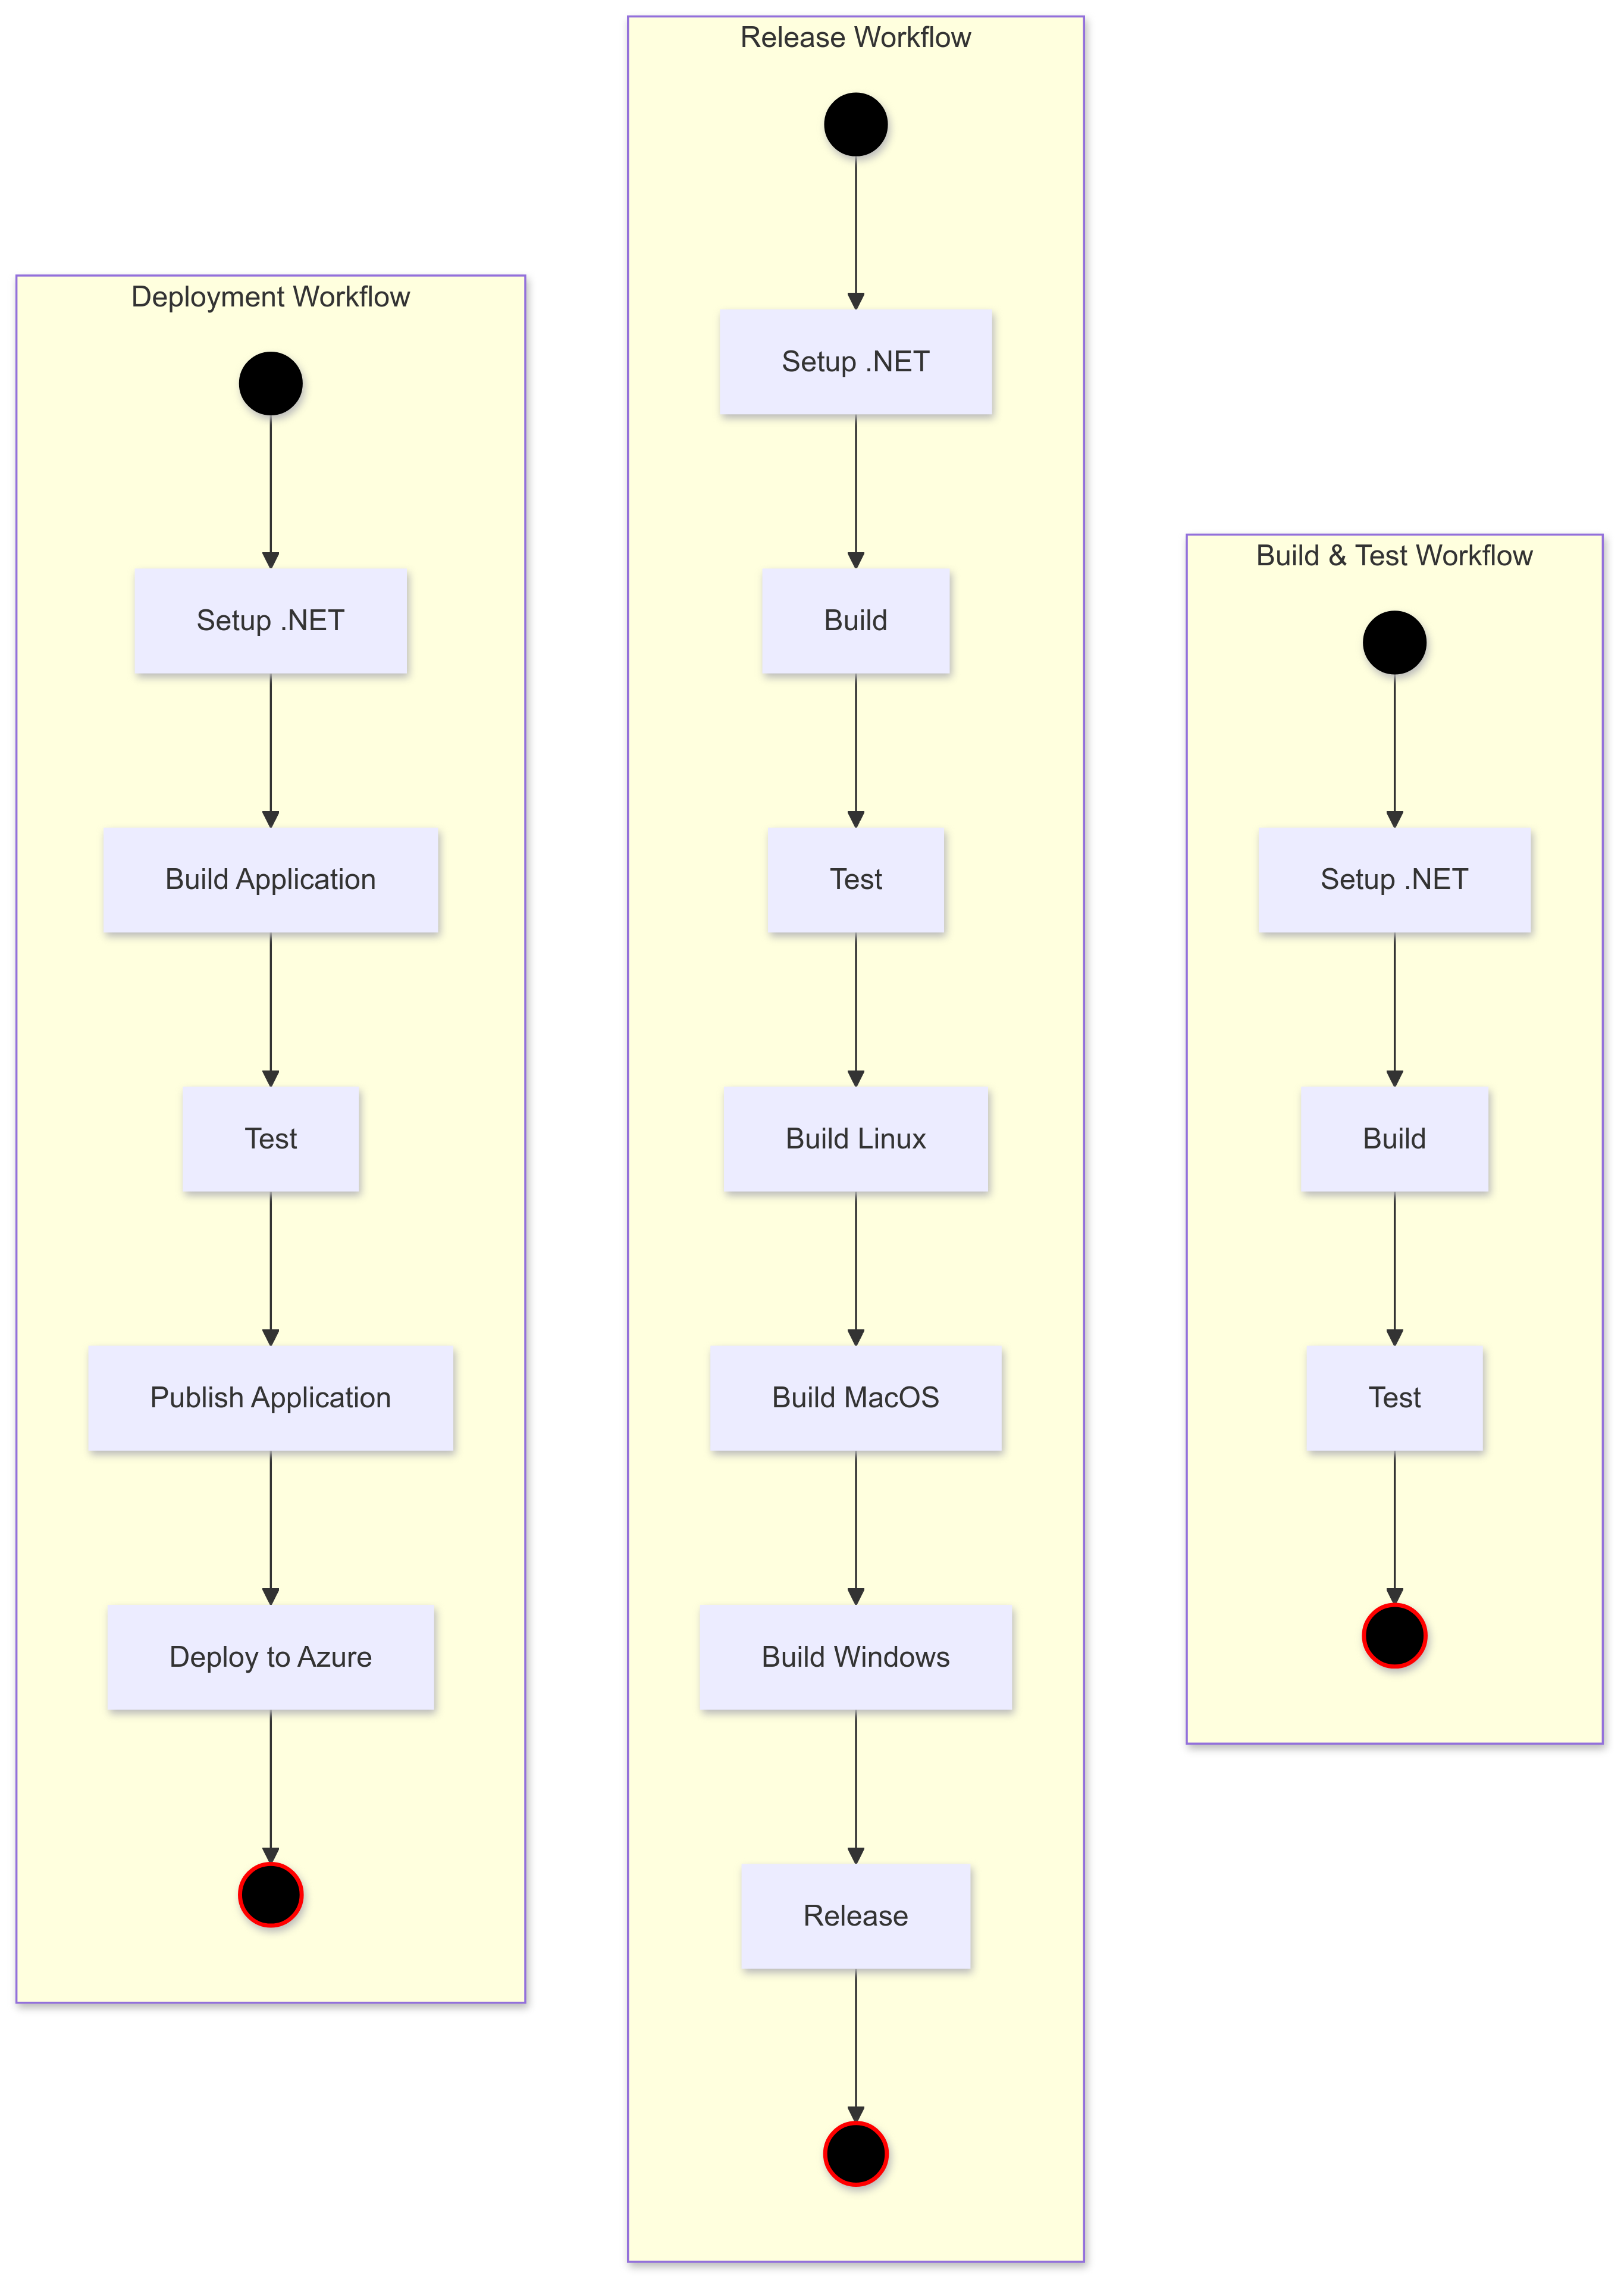 Deployment Workflow
Setup .NET
Build Application
Test
Publish Application
Deploy to Azure
Release Workflow
Setup .NET
Build
Test
Build Linux
Build MacOS
Build Windows
Release
Build & Test Workflow
Setup .NET
Build
Test